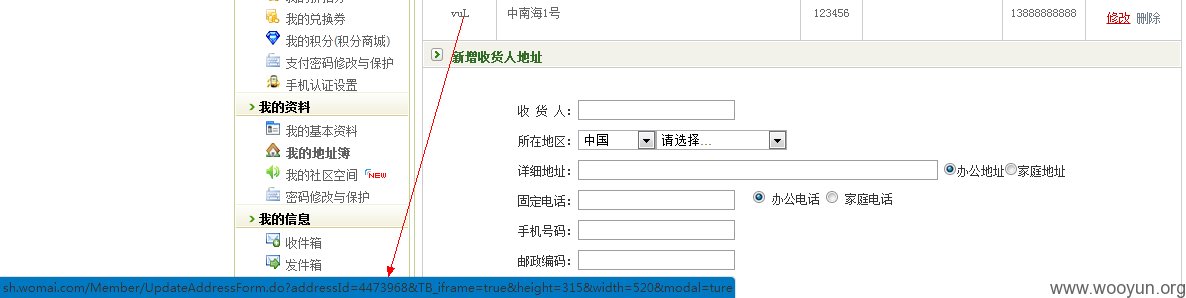 我的兑换券
我的积分(积分商城)
支付密码修改与保护
手机认证设置
我的资料
我的基本资料
我的地址簿
我的社区空间 NEW
密码修改与保护
我的信息
收件箱
发件箱
vuL 中南海1号 123456 13888888888 修改 删除
新增收货人地址
收 货 人：
所在地区： 中国 请选择...
详细地址： 办公地址 家庭地址
固定电话： 办公电话 家庭电话
手机号码：
邮政编码：
sh.womai.com/Member/UpdateAddressForm.do?addressId=4473968&TB_iframe=true&height=315&width=520&modal=ture
www.wooyun.org